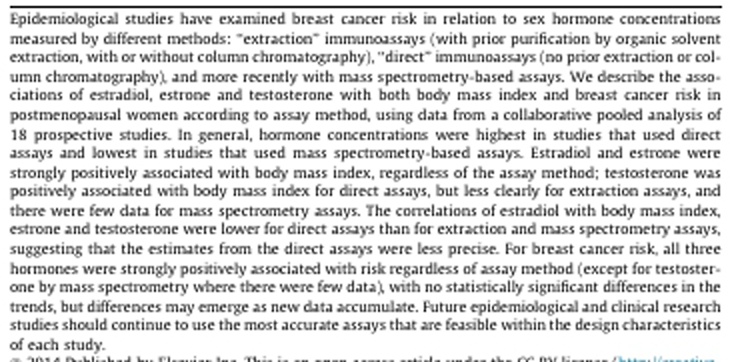 Epidemiological studies have examined breast cancer risk in relation to sex hormone concentrations
measured by different methods: "extraction" immunoassays (with prior purification by organic solvent
extraction, with or without column chromatography), "direct" immunoassays (no prior extraction or col-
umn chromatography), and more recently with mass spectrometry-based assays. We describe the asso-
ciations of estradiol, estrone and testosterone with both body mass index and breast cancer risk in
postmenopausal women according to assay method, using data from a collaborative pooled analysis of
18 prospective studies. In general, hormone concentrations were highest in studies that used direct
assays and lowest in studies that used mass spectrometry-based assays. Estradiol and estrone were
strongly positively associated with body mass index, regardless of the assay method; testosterone was
positively associated with body mass index for direct assays, but less clearly for extraction assays, and
there were few data for mass spectrometry assays. The correlations of estradiol with body mass index,
estrone and testosterone were lower for direct assays than for extraction and mass spectrometry assays,
suggesting that the estimates from the direct assays were less precise. For breast cancer risk, all three
hormones were strongly positively associated with risk regardless of assay method (except for testoster-
one by mass spectrometry where there were few data), with no statistically significant differences in the
trends, but differences may emerge as new data accumulate. Future epidemiological and clinical research
studies should continue to use the most accurate assays that are feasible within the design characteristics
of each study.
© 2014 Published by Elsevier Inc. This is an open access article under the CC BY license (http://creative